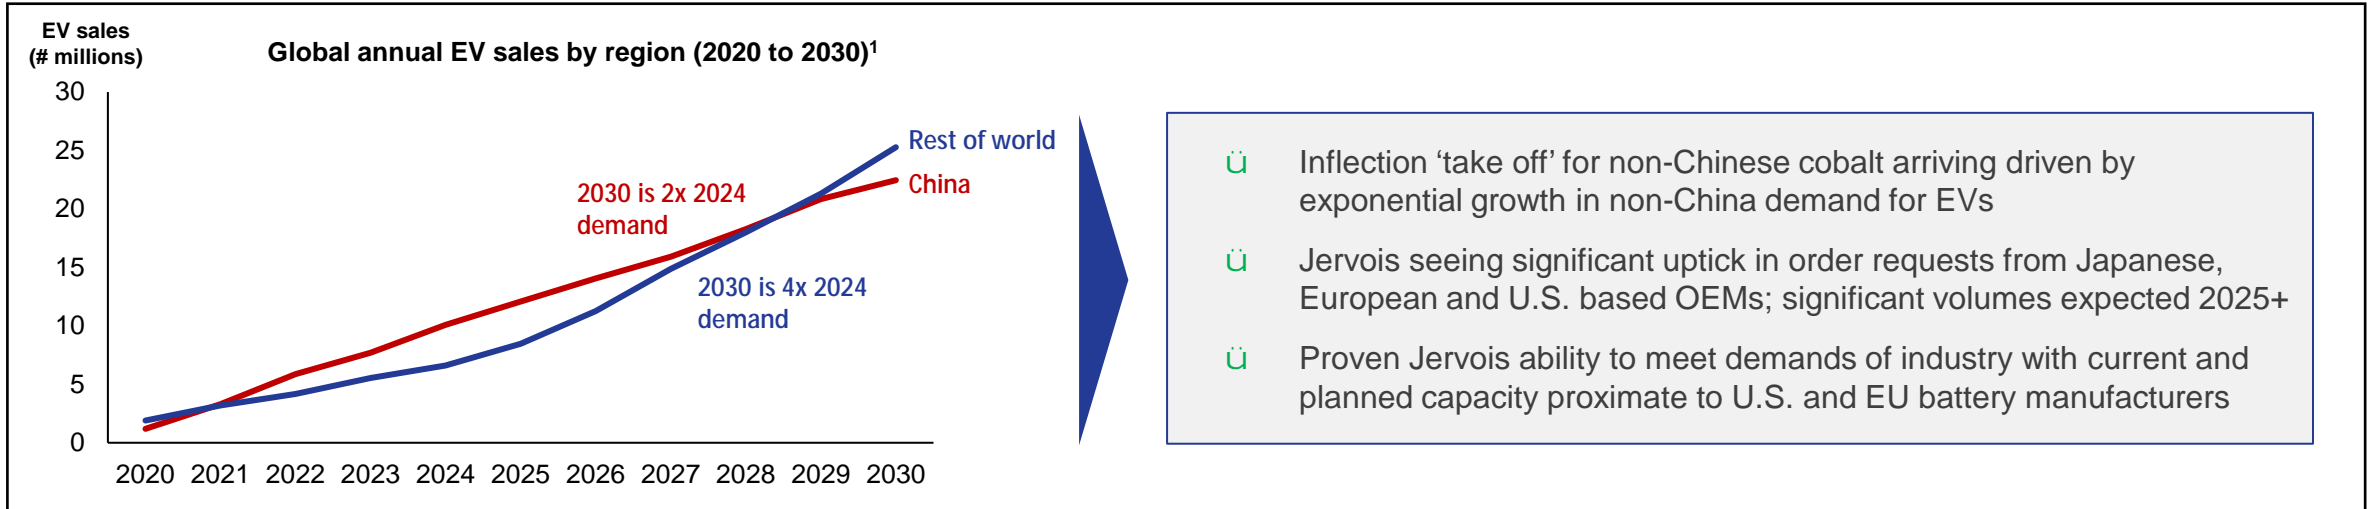 EV sales
(# millions)
Global annual EV sales by region (2020 to 2030)¹
30
25
20
15
10
5
0
2020 2021 2022 2023 2024 2025 2026 2027 2028 2029 2030
Rest of world
China
2030 is 2x 2024
demand
2030 is 4x 2024
demand
ü Inflection ‘take off’ for non-Chinese cobalt arriving driven by
exponential growth in non-China demand for EVs
ü Jervois seeing significant uptick in order requests from Japanese,
European and U.S. based OEMs; significant volumes expected 2025+
ü Proven Jervois ability to meet demands of industry with current and
planned capacity proximate to U.S. and EU battery manufacturers